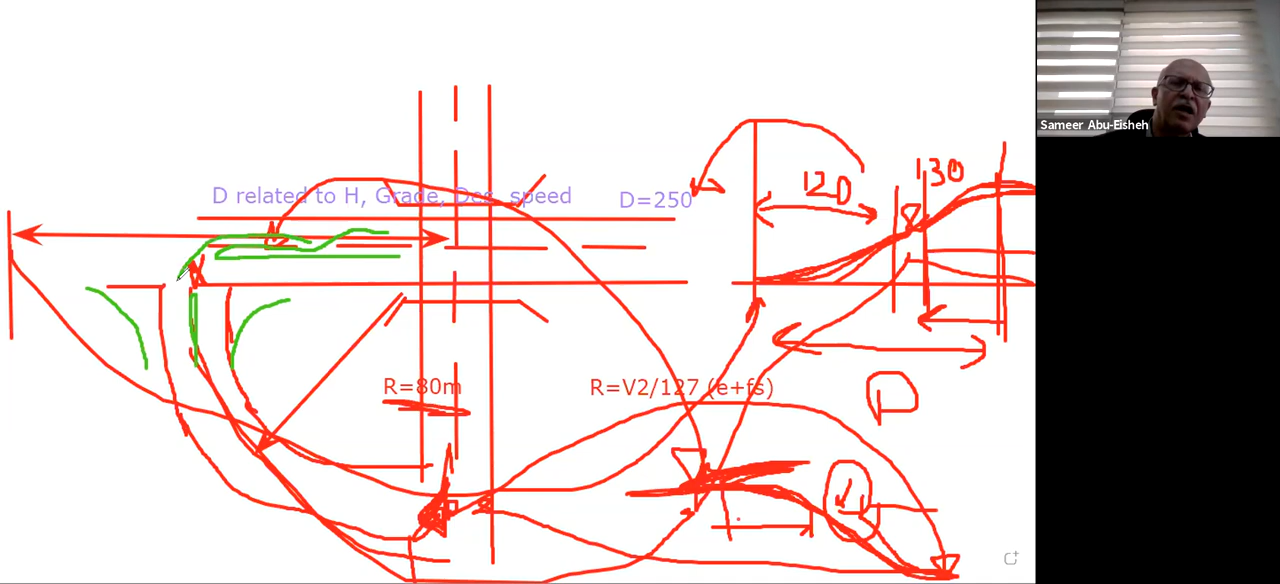 Sameer Abu-Eisheh
D related to H, Grade, Des. speed
D=250
120
130
R=80m
R=V2/127 (e+fs)
D